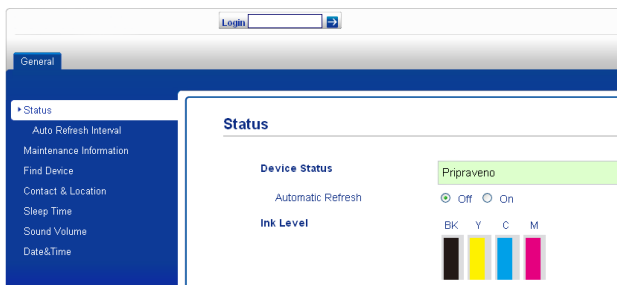 Login
General
Status
Auto Refresh Interval
Maintenance Information
Find Device
Contact & Location
Sleep Time
Sound Volume
Date&Time
Status
Device Status Pripraveno
Automatic Refresh Off On
Ink Level BK Y C M